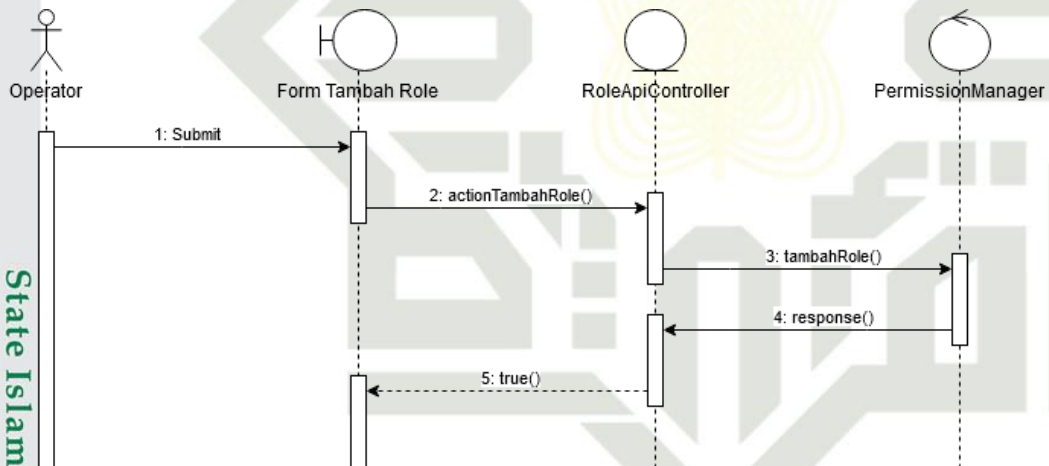 Operator
Form Tambah Role
RoleApiController
PermissionManager
1: Submit
2: actionTambahRole()
3: tambahRole()
4: response()
5: true()
State Islam